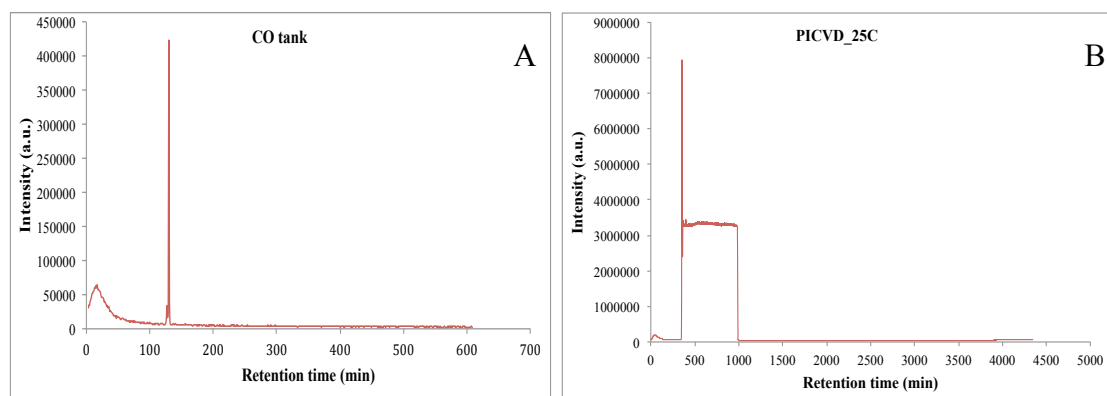 CO tank
A
Intensity (a.u.)
450000
400000
350000
300000
250000
200000
150000
100000
50000
0
0 100 200 300 400 500 600 700
Retention time (min)
PICVD_25C
B
Intensity (a.u.)
9000000
8000000
7000000
6000000
5000000
4000000
3000000
2000000
1000000
0
0 500 1000 1500 2000 2500 3000 3500 4000 4500 5000
Retention time (min)